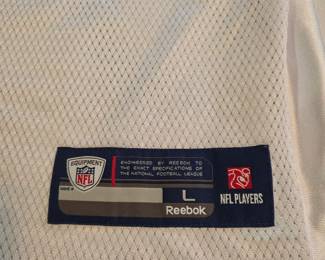 EQUIPMENT
NFL
ENGINEERED BY REEBOK TO
THE EXACT SPECIFICATIONS OF
THE NATIONAL FOOTBALL LEAGUE
L
Reebok
NFL PLAYERS